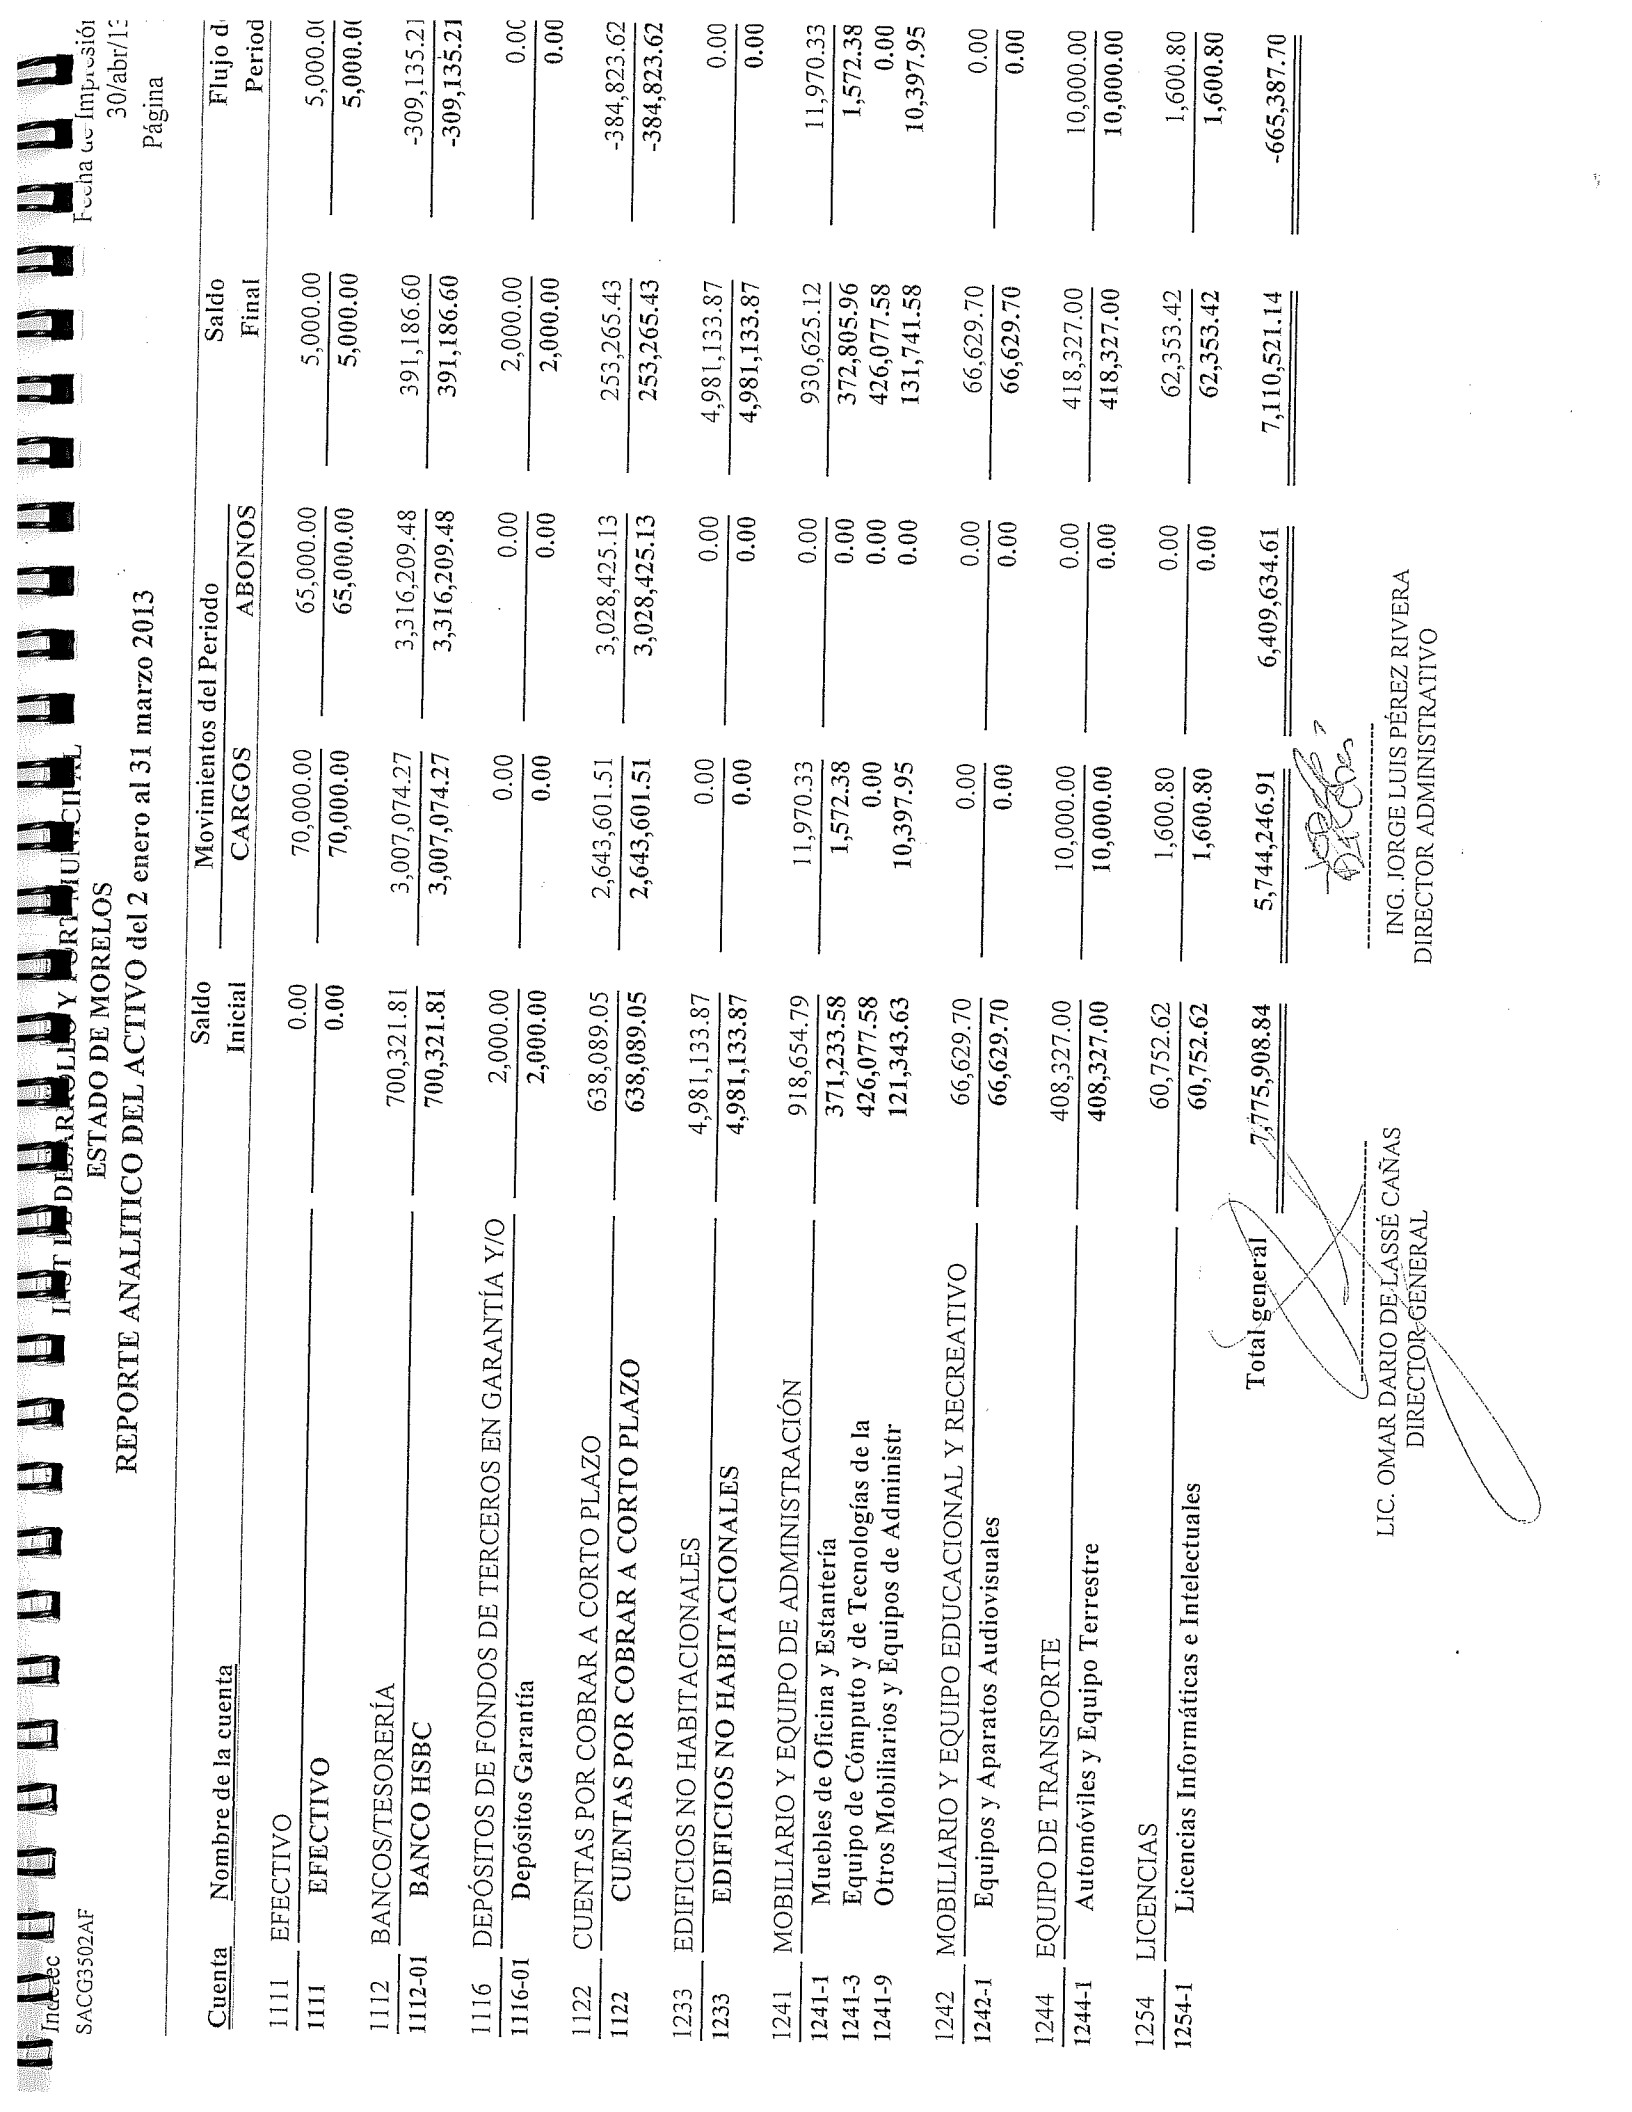 Indetec INST DE DESARROLLO Y FORT MUNICIPAL Fecha de Impresión
SACG3502AF ESTADO DE MORELOS 30/abr/13
REPORTE ANALITICO DEL ACTIVO del 2 enero al 31 marzo 2013 Página
Saldo Movimientos del Periodo Saldo Flujo d
Cuenta Nombre de la cuenta Inicial CARGOS ABONOS Final Period
1111 EFECTIVO 0.00 70,000.00 65,000.00 5,000.00 5,000.00
1111 EFECTIVO 0.00 70,000.00 65,000.00 5,000.00 5,000.00
1112 BANCOS/TESORERÍA 700,321.81 3,007,074.27 3,316,209.48 391,186.60 -309,135.21
1112-01 BANCO HSBC 700,321.81 3,007,074.27 3,316,209.48 391,186.60 -309,135.21
1116 DEPÓSITOS DE FONDOS DE TERCEROS EN GARANTÍA Y/O 2,000.00 0.00 0.00 2,000.00 0.00
1116-01 Depósitos Garantía 2,000.00 0.00 0.00 2,000.00 0.00
1122 CUENTAS POR COBRAR A CORTO PLAZO 638,089.05 2,643,601.51 3,028,425.13 253,265.43 -384,823.62
1122 CUENTAS POR COBRAR A CORTO PLAZO 638,089.05 2,643,601.51 3,028,425.13 253,265.43 -384,823.62
1233 EDIFICIOS NO HABITACIONALES 4,981,133.87 0.00 0.00 4,981,133.87 0.00
1233 EDIFICIOS NO HABITACIONALES 4,981,133.87 0.00 0.00 4,981,133.87 0.00
1241 MOBILIARIO Y EQUIPO DE ADMINISTRACIÓN 918,654.79 11,970.33 0.00 930,625.12 11,970.33
1241-1 Muebles de Oficina y Estantería 371,233.58 1,572.38 0.00 372,805.96 1,572.38
1241-3 Equipo de Cómputo y de Tecnologías de la 426,077.58 0.00 0.00 426,077.58 0.00
1241-9 Otros Mobiliarios y Equipos de Administr 121,343.63 10,397.95 0.00 131,741.58 10,397.95
1242 MOBILIARIO Y EQUIPO EDUCACIONAL Y RECREATIVO 66,629.70 0.00 0.00 66,629.70 0.00
1242-1 Equipos y Aparatos Audiovisuales 66,629.70 0.00 0.00 66,629.70 0.00
1244 EQUIPO DE TRANSPORTE 408,327.00 10,000.00 0.00 418,327.00 10,000.00
1244-1 Automóviles y Equipo Terrestre 408,327.00 10,000.00 0.00 418,327.00 10,000.00
1254 LICENCIAS 60,752.62 1,600.80 0.00 62,353.42 1,600.80
1254-1 Licencias Informáticas e Intelectuales 60,752.62 1,600.80 0.00 62,353.42 1,600.80
Total general 7,775,908.84 5,744,246.91 6,409,634.61 7,110,521.14 -665,387.70
LIC. OMAR DARIO DE LASSÉ CAÑAS ING. JORGE LUIS PÉREZ RIVERA
DIRECTOR GENERAL DIRECTOR ADMINISTRATIVO